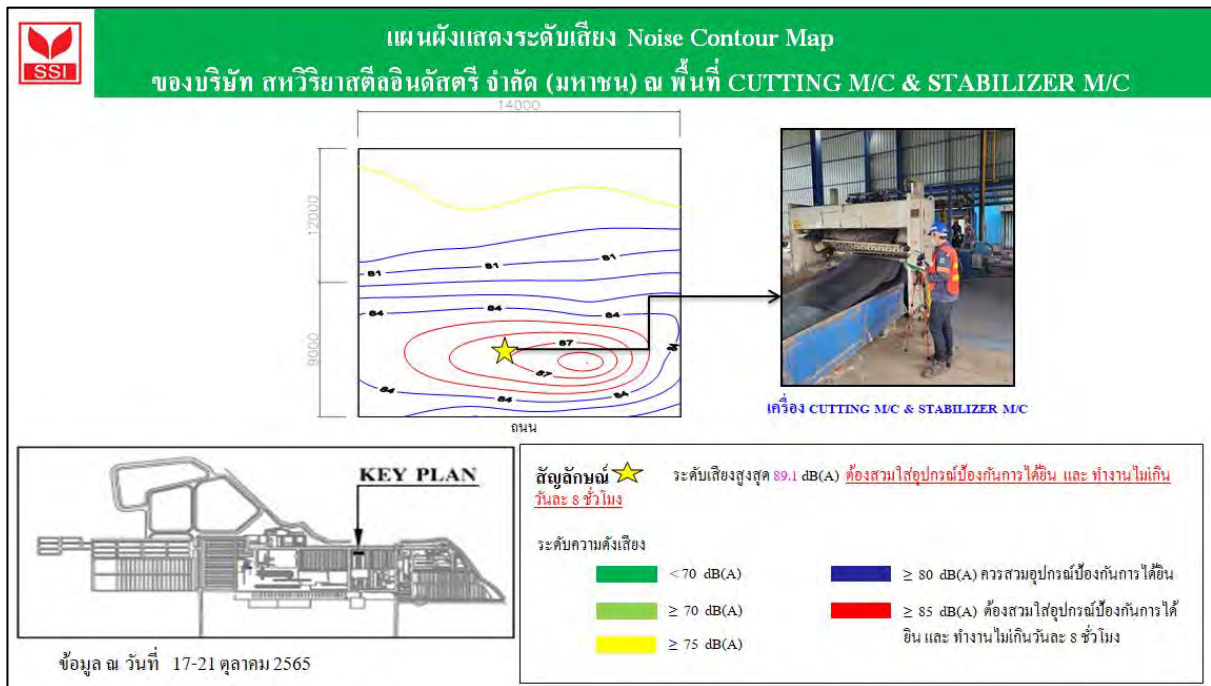 SSI
แผนผังแสดงระดับเสียง Noise Contour Map
ของบริษัท สหวิริยาสตีลอินดัสตรี จำกัด (มหาชน) ณ พื้นที่ CUTTING M/C & STABILIZER M/C
14000
12000
81
81
81
84
84
84
9000
87
84
87
84
84
84
ถนน
เครื่อง CUTTING M/C & STABILIZER M/C
KEY PLAN
ข้อมูล ณ วันที่ 17-21 ตุลาคม 2565
สัญลักษณ์ ระดับเสียงสูงสุด 89.1 dB(A) ต้องสวมใส่อุปกรณ์ป้องกันการได้ยิน และ ทำงานไม่เกิน
วันละ 8 ชั่วโมง
ระดับความดังเสียง
< 70 dB(A)
≥ 70 dB(A)
≥ 75 dB(A)
≥ 80 dB(A) ควรสวมอุปกรณ์ป้องกันการได้ยิน
≥ 85 dB(A) ต้องสวมใส่อุปกรณ์ป้องกันการได้
ยิน และ ทำงานไม่เกินวันละ 8 ชั่วโมง